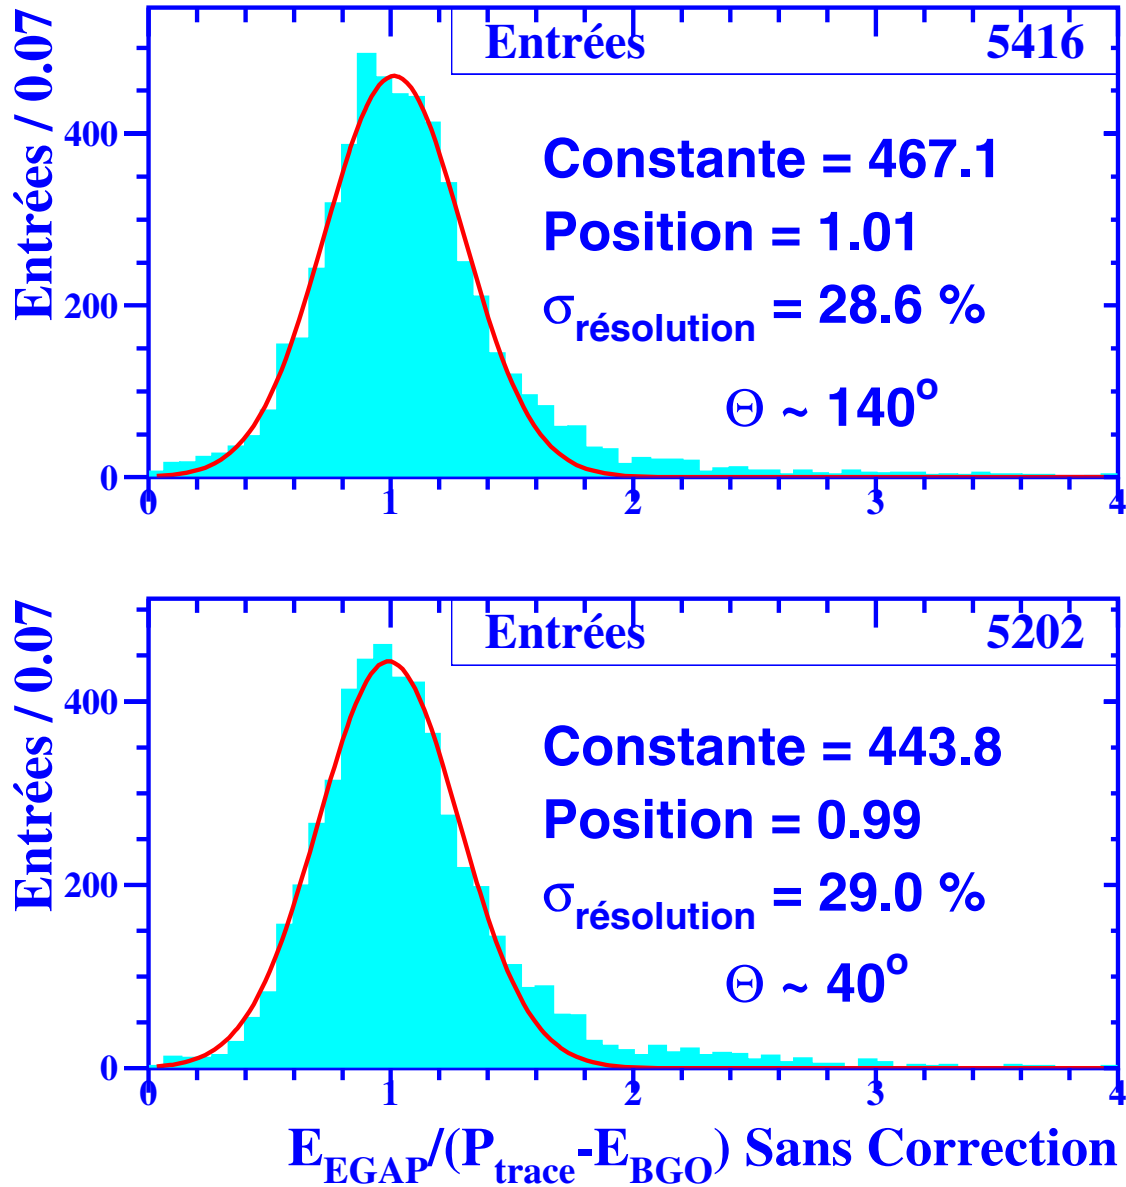 Entrées / 0.07
Entrées 5416
400
200
0
Constante = 467.1
Position = 1.01
σrésolution = 28.6 %
Θ ~ 140°
0 1 2 3 4
Entrées / 0.07
Entrées 5202
400
200
0
Constante = 443.8
Position = 0.99
σrésolution = 29.0 %
Θ ~ 40°
0 1 2 3 4
EEGAP/(Ptrace-EBGO) Sans Correction